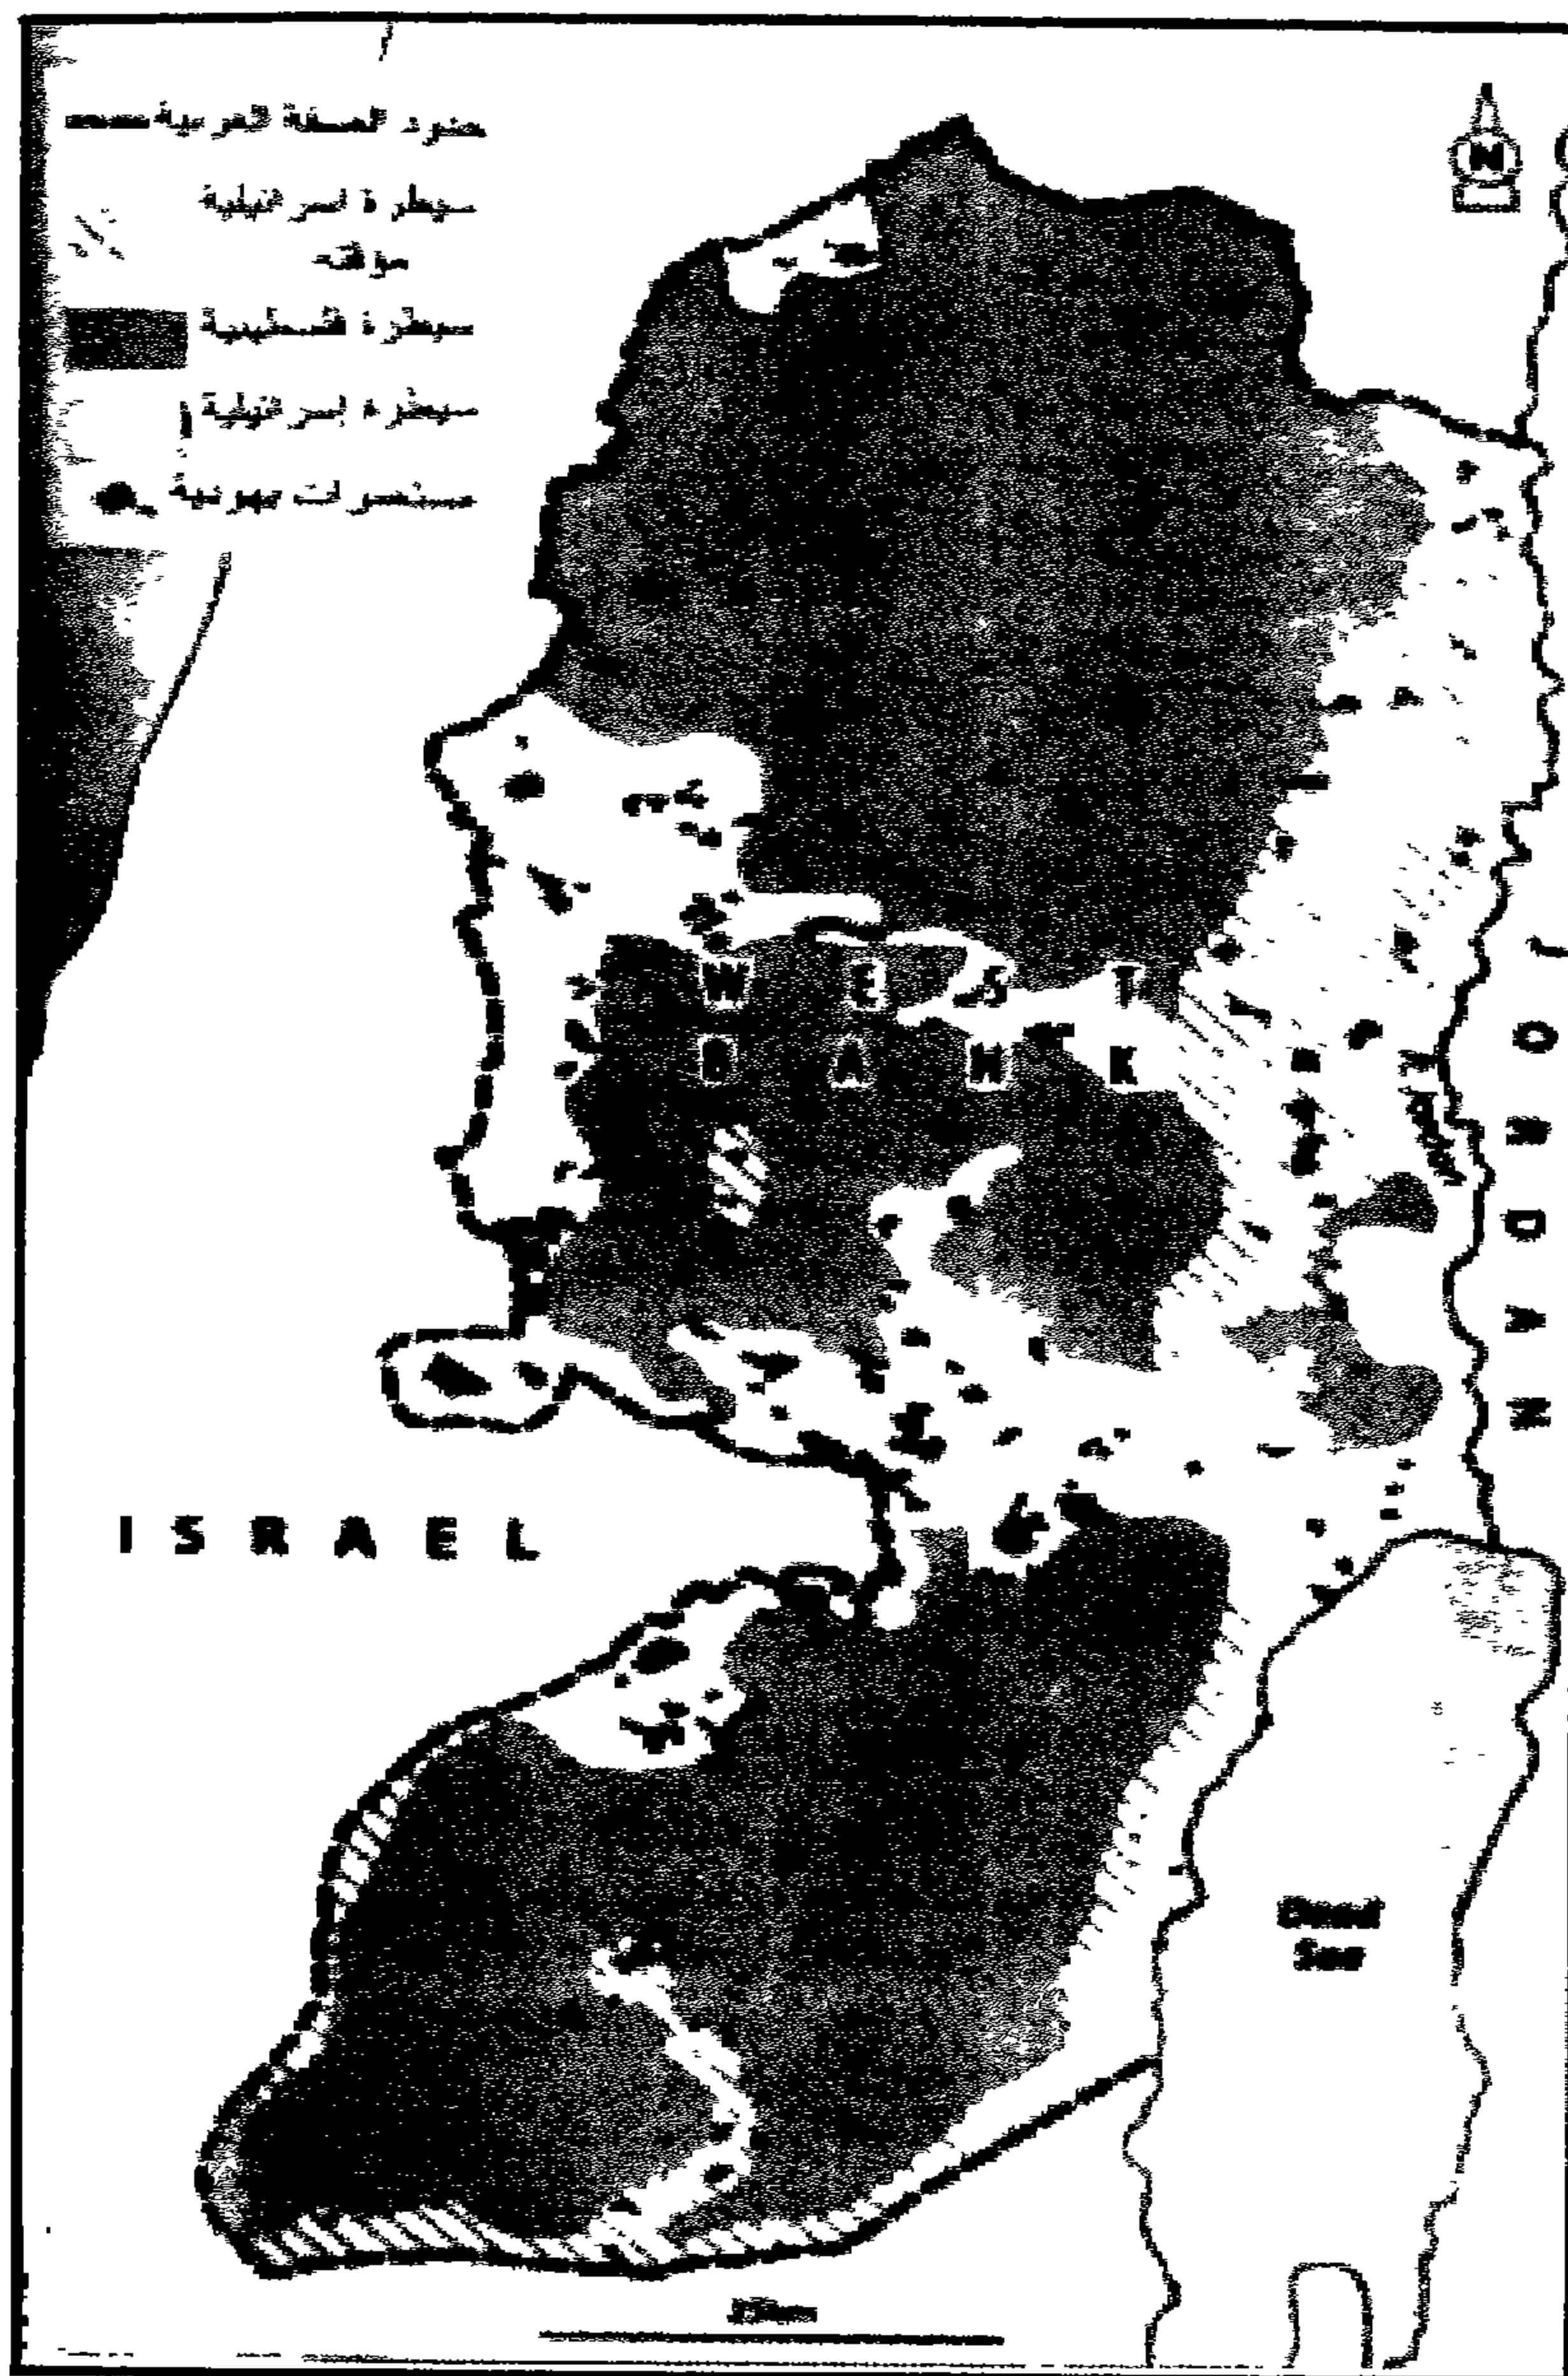 حدود الضفة الغربية
سيطرة إسرائيلية
مؤقتة
سيطرة فلسطينية
سيطرة إسرائيلية
مستعمرات يهودية
N
WEST
BANK
JORDAN
ISRAEL
Dead
Sea